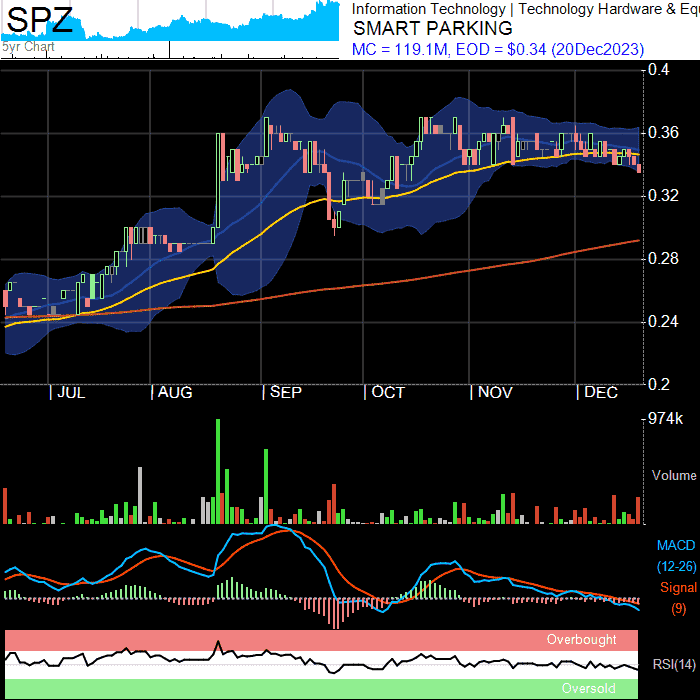 SPZ
5yr Chart
Information Technology | Technology Hardware & Equ
SMART PARKING
MC = 119.1M, EOD = $0.34 (20Dec2023)
0.4
0.36
0.32
0.28
0.24
0.2
| JUL | AUG | SEP | OCT | NOV | DEC
974k
Volume
MACD
(12-26)
Signal
(9)
Overbought
RSI(14)
Oversold